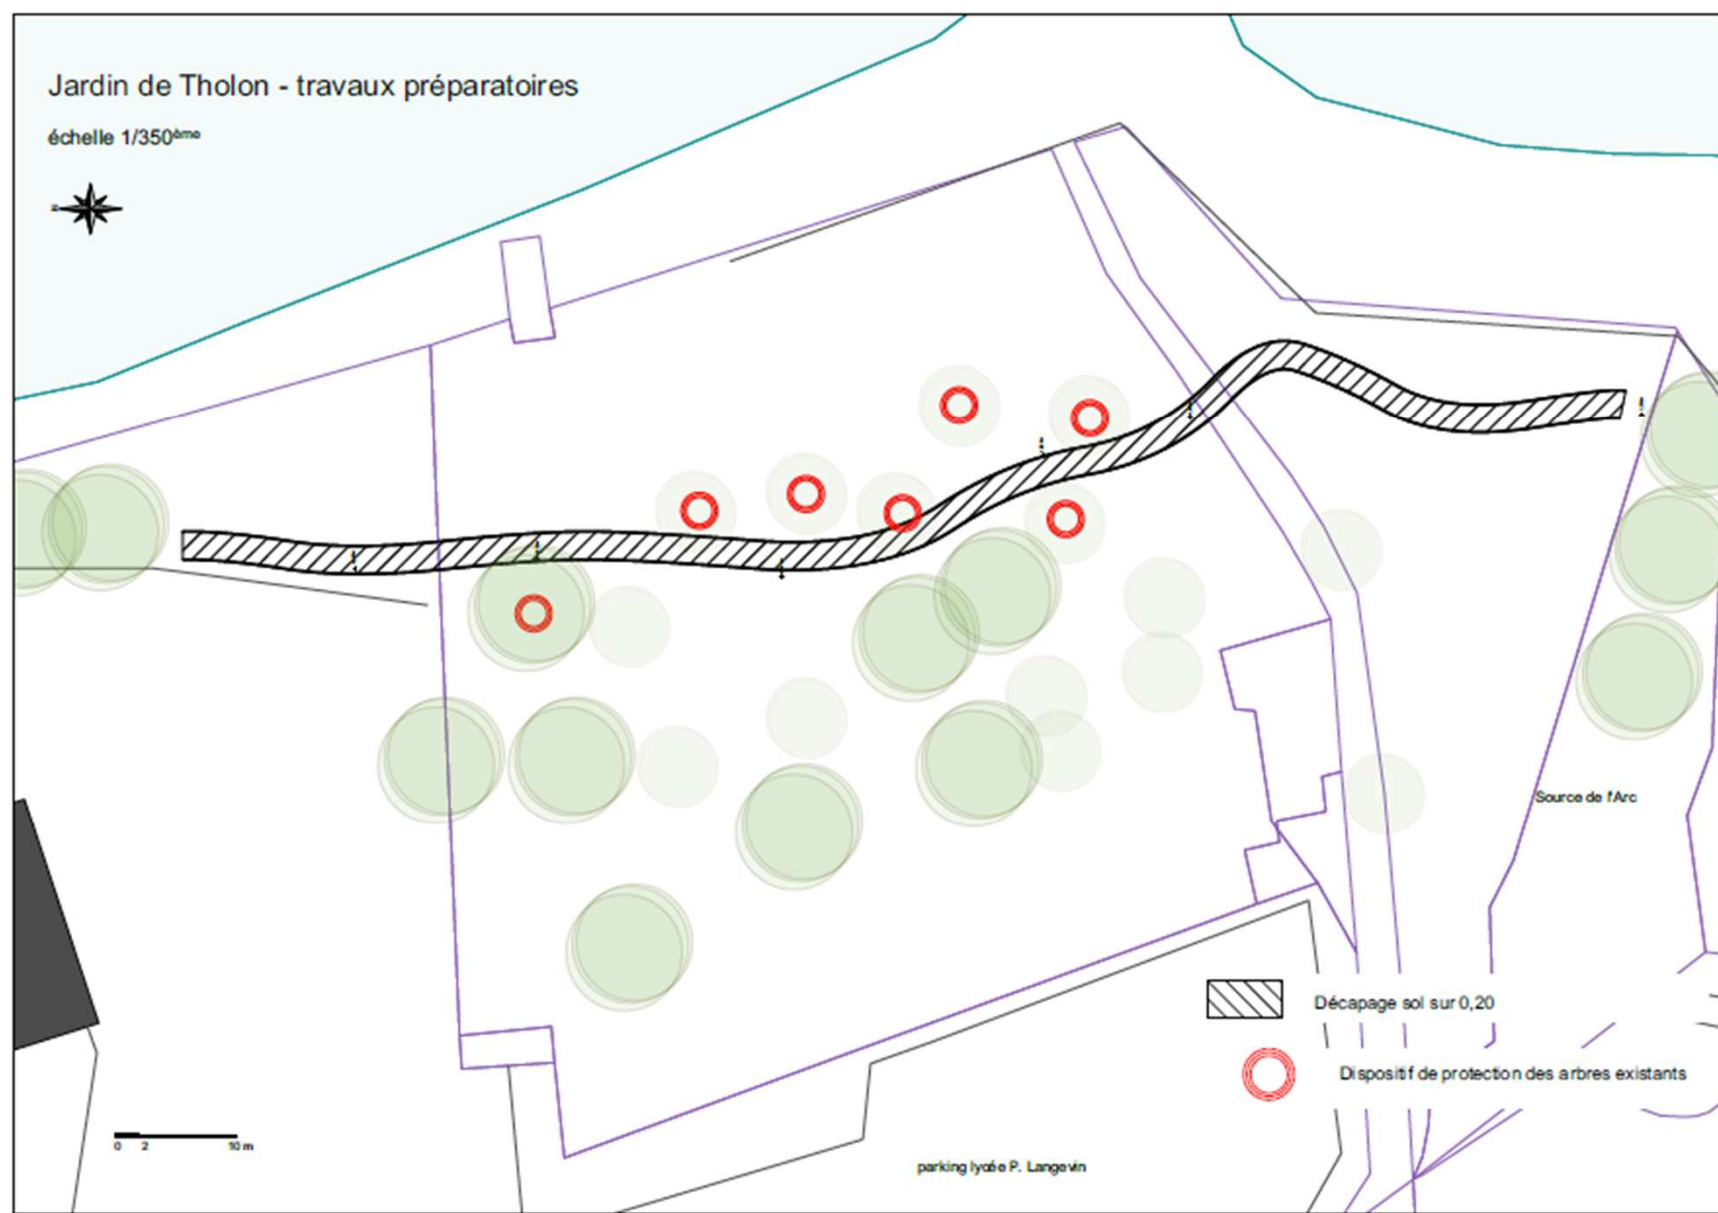 Jardin de Tholon - travaux préparatoires
échelle 1/350ème
Source de l'Arc
Décapage sol sur 0,20
Dispositif de protection des arbres existants
0 2 10 m
parking lycée P. Langevin